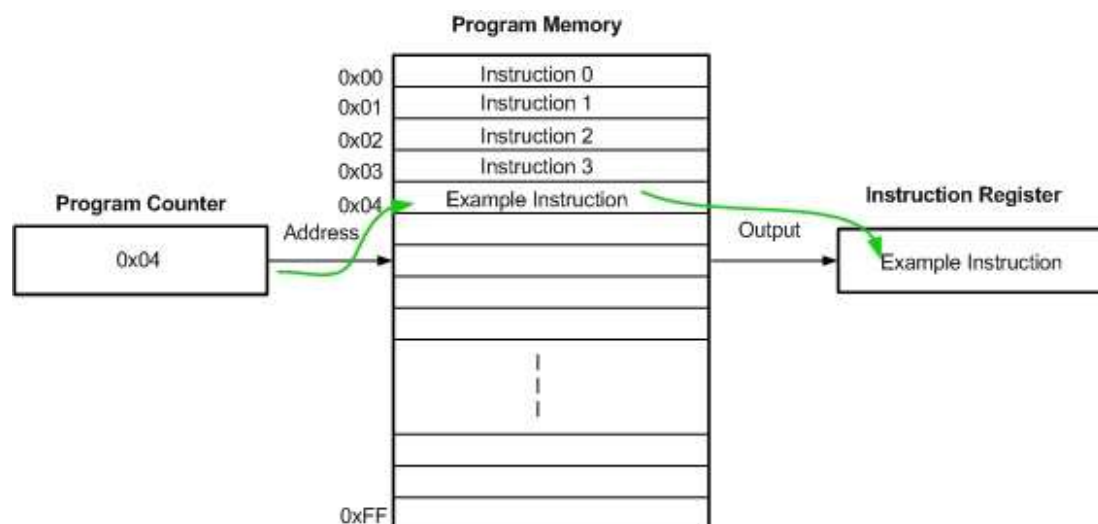 Program Memory
0x00
Instruction 0
0x01
Instruction 1
0x02
Instruction 2
0x03
Instruction 3
0x04
Example Instruction
Program Counter
0x04
Address
Output
Instruction Register
Example Instruction
0xFF